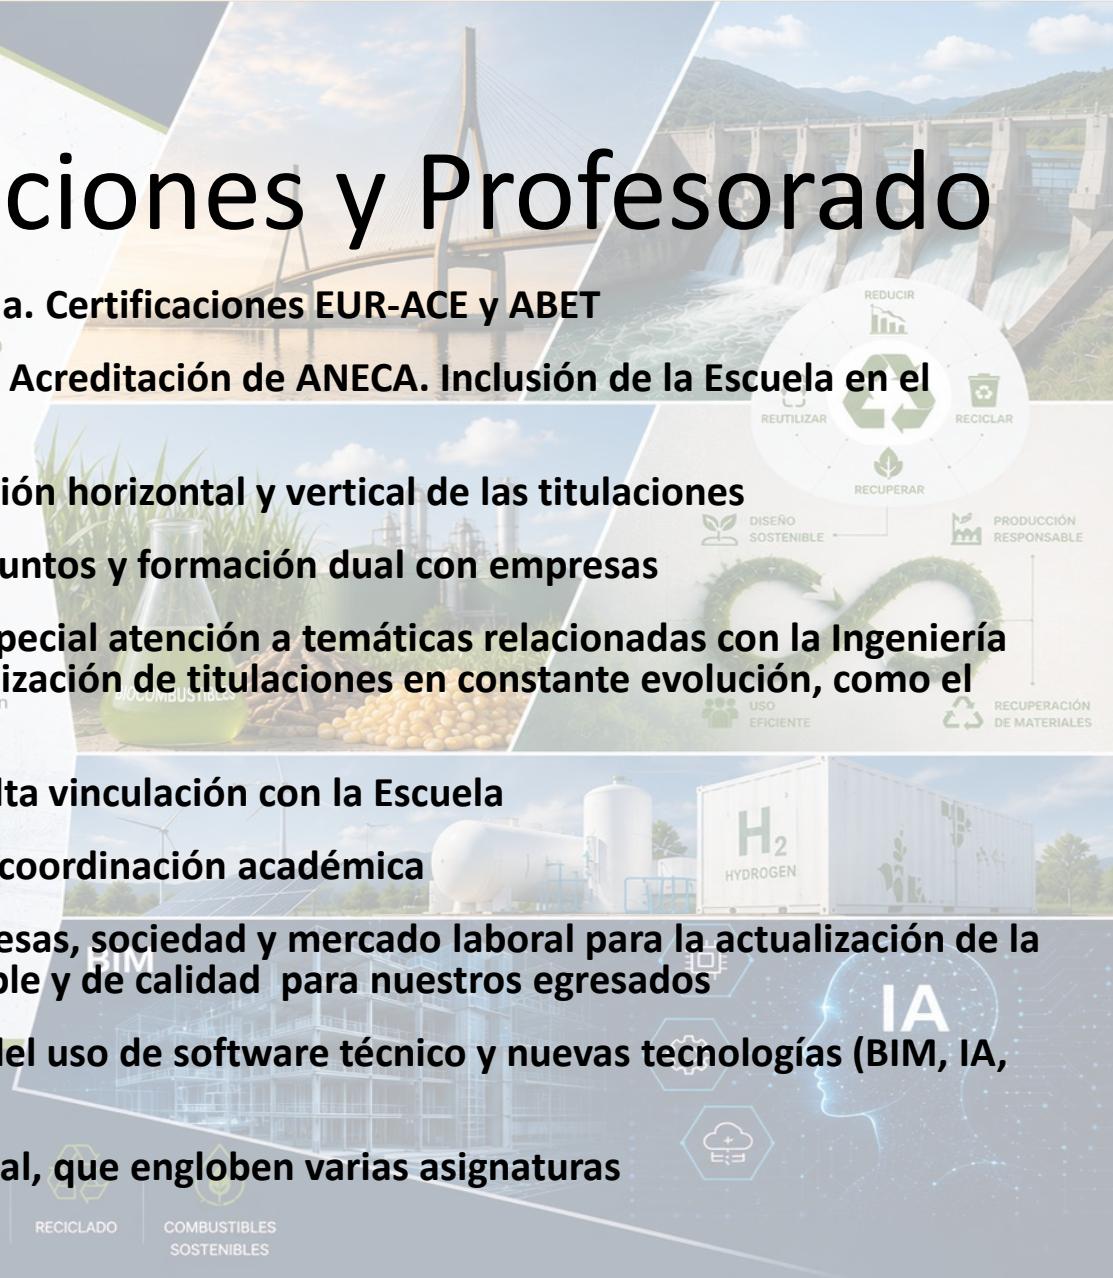 ciones y Profesorado
a. Certificaciones EUR-ACE y ABET
Acreditación de ANECA. Inclusión de la Escuela en el
ión horizontal y vertical de las titulaciones
untos y formación dual con empresas
pecial atención a temáticas relacionadas con la Ingeniería
ización de titulaciones en constante evolución, como el
lta vinculación con la Escuela
coordinación académica
esas, sociedad y mercado laboral para la actualización de la
ble y de calidad para nuestros egresados
del uso de software técnico y nuevas tecnologías (BIM, IA,
al, que engloben varias asignaturas
REDUCIR
REUTILIZAR
RECICLAR
RECUPERAR
DISEÑO
SOSTENIBLE
PRODUCCIÓN
RESPONSABLE
BIOCOMBUSTIBLES
USO
EFICIENTE
RECUPERACIÓN
DE MATERIALES
H2
HYDROGEN
BIM
IA
RECICLADO
COMBUSTIBLES
SOSTENIBLES